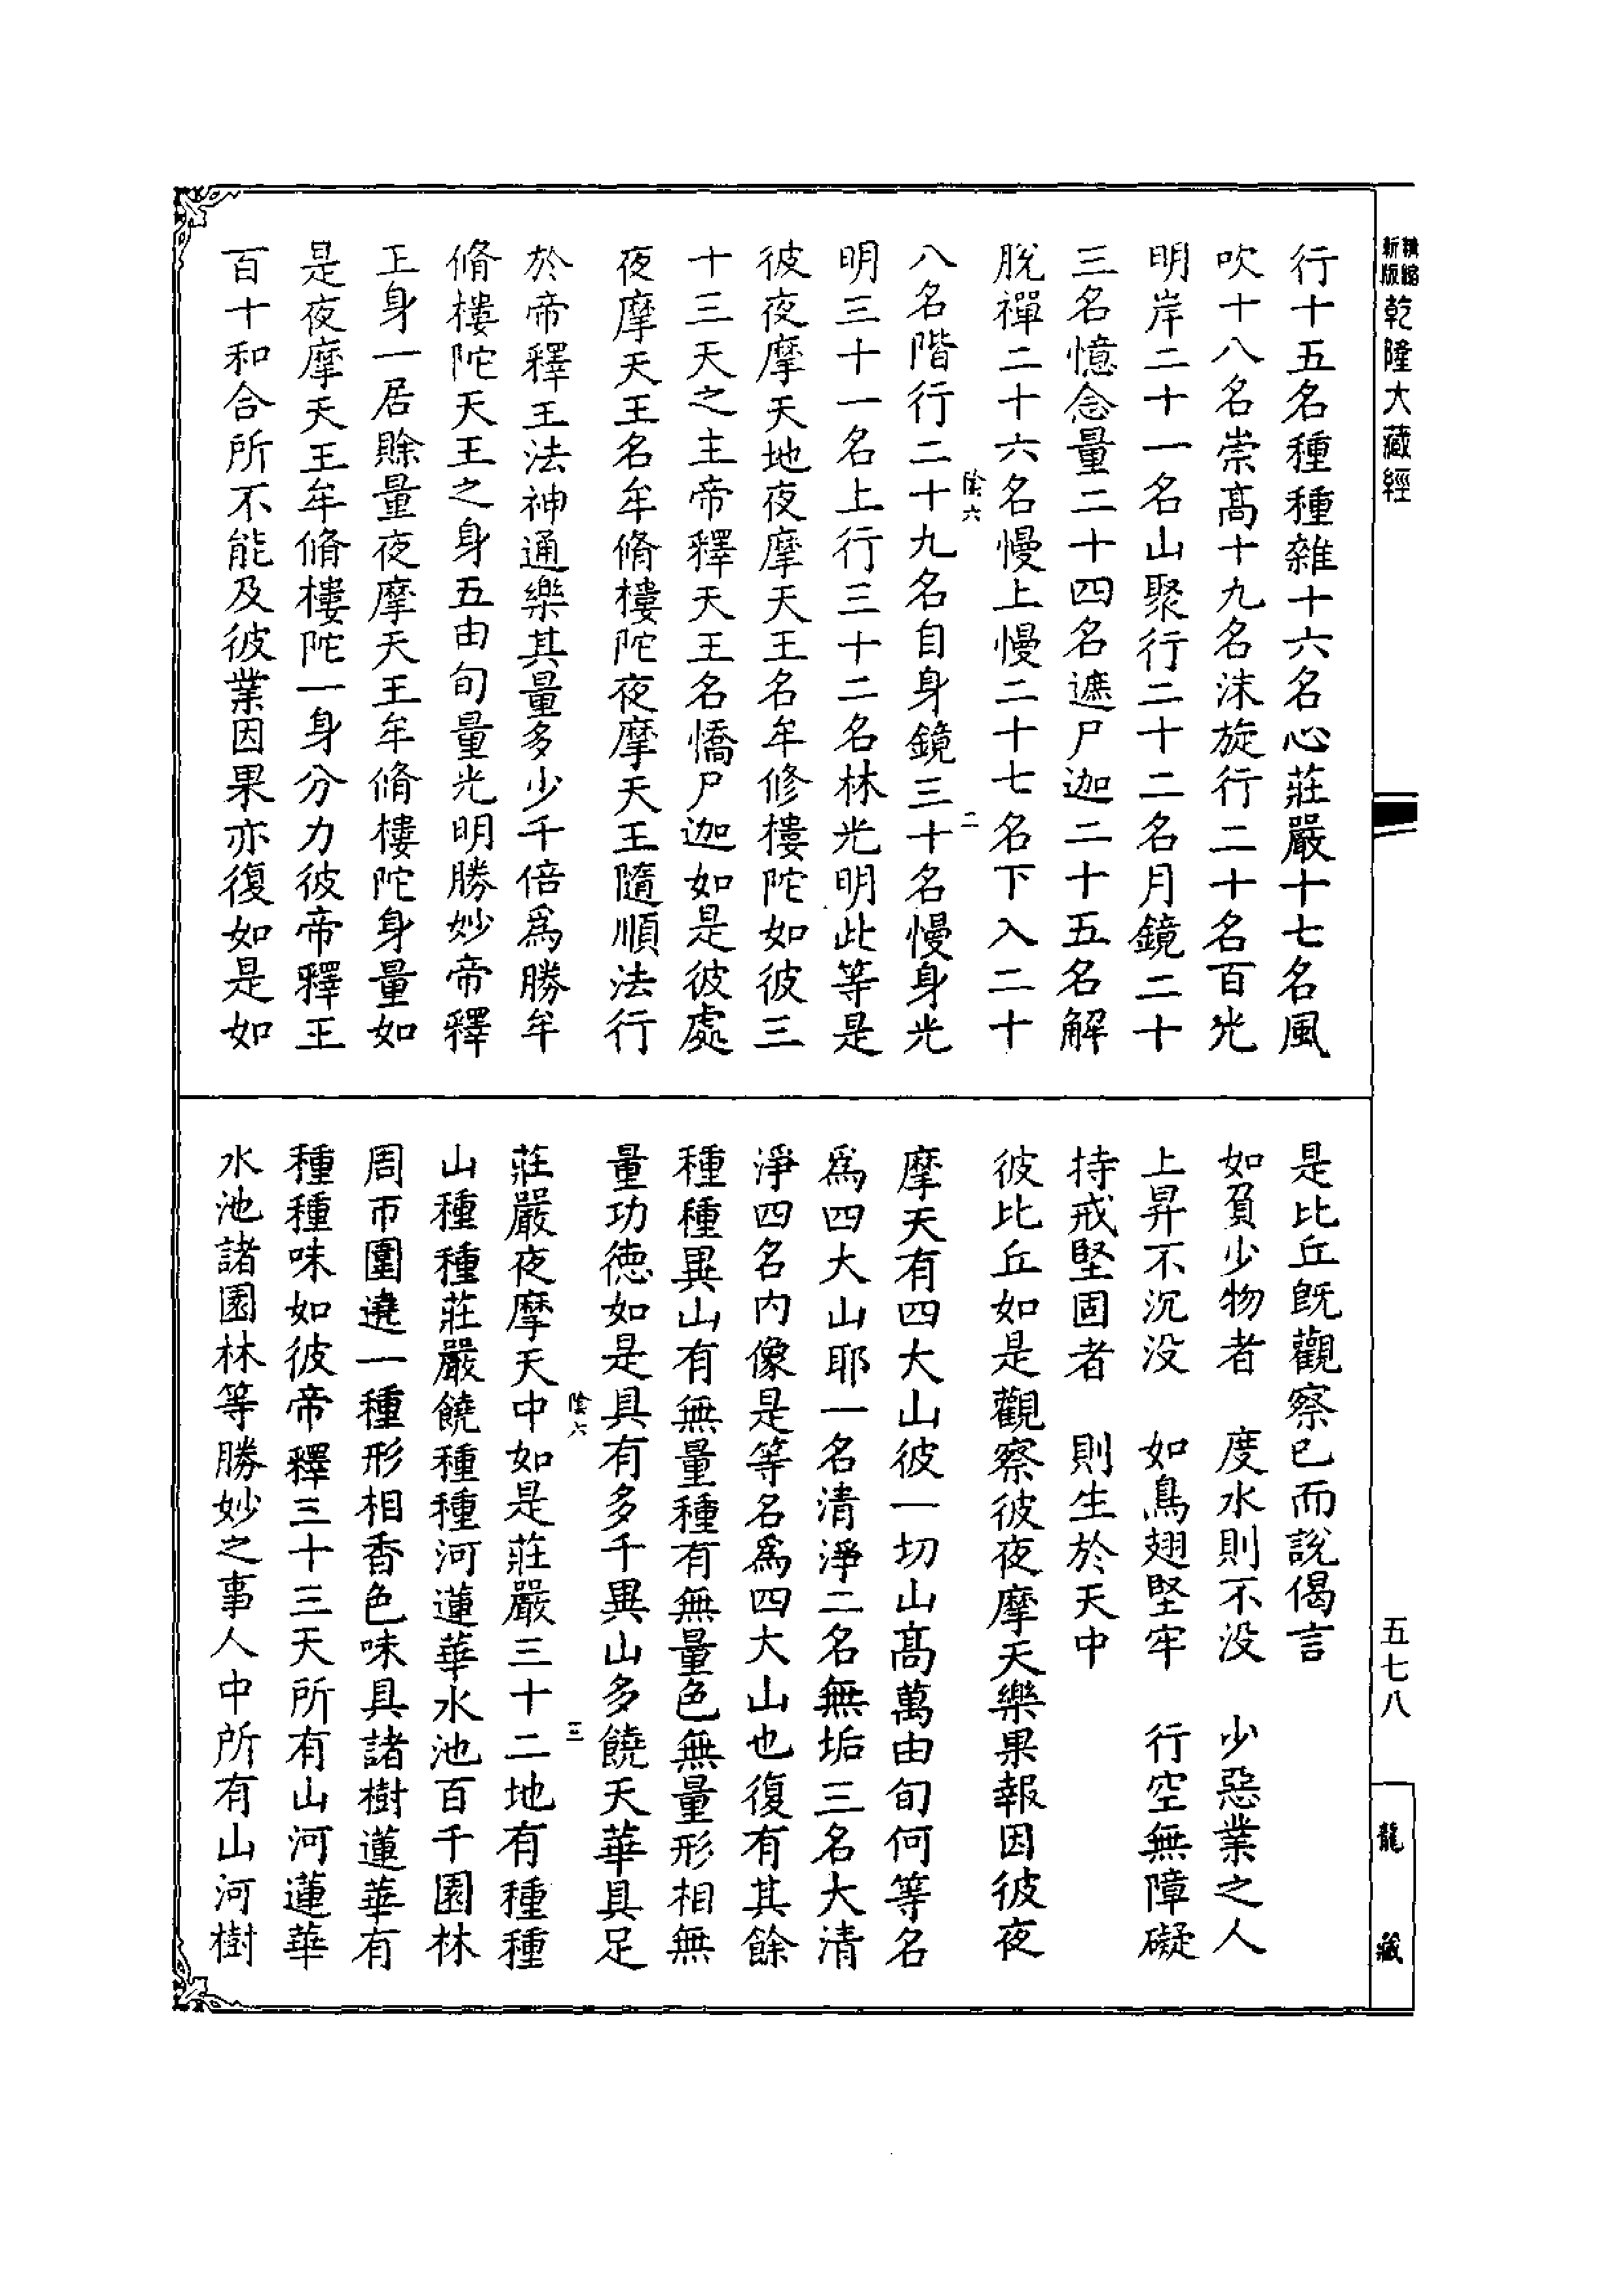 新版
精縮
乾隆大藏經
行十五名種種雜十六名心莊嚴十七名風
吹十八名崇高十九名沫旋行二十名百光
明岸二十一名山聚行二十二名月鏡二十
三名憶念量二十四名遮尸迦二十五名解
脫禪二十六名慢上慢二十七名下入二十
陰六
二
八名階行二十九名自身鏡三十名慢身光
明三十一名上行三十二名林光明此等是
彼夜摩天地夜摩天王名牟修樓陀如彼三
十三天之主帝釋天王名憍尸迦如是彼處
夜摩天王名牟脩樓陀夜摩天王隨順法行
於帝釋王法神通樂其量多少千倍為勝牟
脩樓陀天王之身五由旬量光明勝妙帝釋
王身一居賒量夜摩天王牟脩樓陀身量如
是夜摩天王牟脩樓陀一身分力彼帝釋王
百十和合所不能及彼業因果亦復如是如
是比丘既觀察已而說偈言
如負少物者　度水則不没　少惡業之人
上昇不沉没　如鳥翅堅牢　行空無障礙
持戒堅固者　則生於天中
彼比丘如是觀察彼夜摩天樂果報因彼夜
摩天有四大山彼一切山高萬由旬何等名
為四大山耶一名清淨二名無垢三名大清
淨四名内像是等名為四大山也復有其餘
種種異山有無量種有無量色無量形相無
量功德如是具有多千異山多饒天華具足
陰六
三
莊嚴夜摩天中如是莊嚴三十二地有種種
山種種莊嚴饒種種河蓮華水池百千園林
周帀圍遶一種形相香色味具諸樹蓮華有
種種味如彼帝釋三十三天所有山河蓮華
水池諸園林等勝妙之事人中所有山河樹
五七八
龍藏